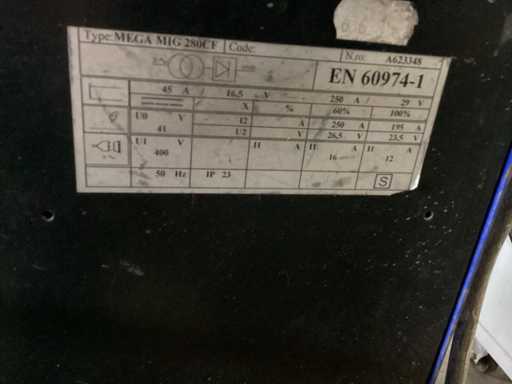 Type: MEGA MIG 280CF Code: N.ro: A623348
EN 60974-1
45 A / 16,5 V 250 A / 29 V
X % 60% 100%
U0 V 12 A 250 A 195 A
41 U2 V 26,5 V 23,5 V
U1 V I1 A I1 A I1 A
400 16 12
50 Hz IP 23 S